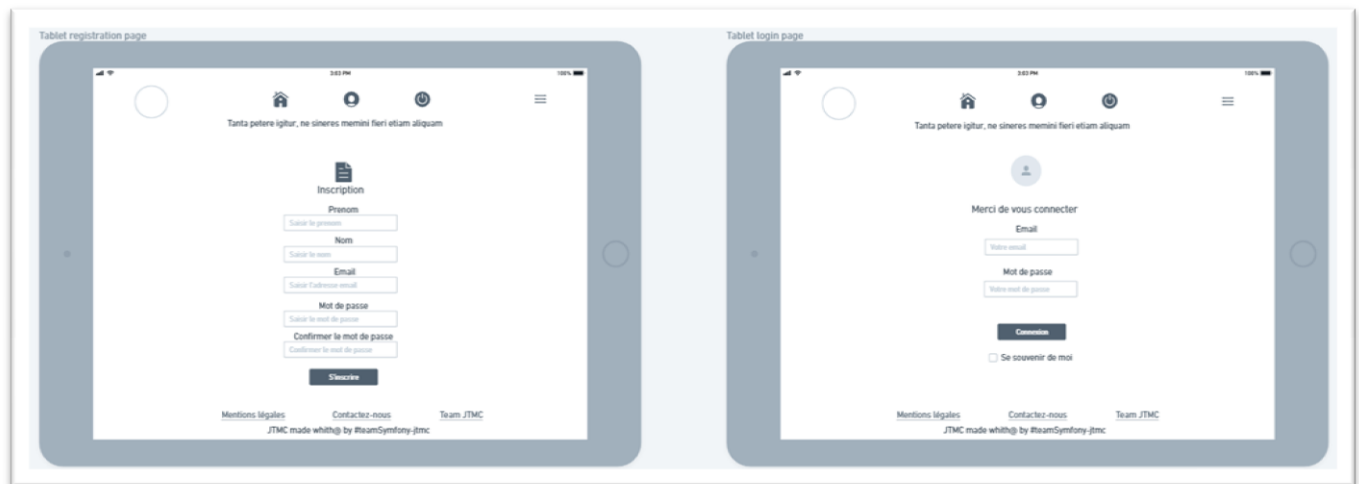 Tablet registration page
3:03 PM
100%
Tanta petere igitur, ne sineres memini fieri etiam aliquam
Inscription
Prenom
Saisir le prenom
Nom
Saisir le nom
Email
Saisir l'adresse email
Mot de passe
Saisir le mot de passe
Confirmer le mot de passe
Confirmer le mot de passe
S'inscrire
Mentions légales Contactez-nous Team JTMC
JTMC made whith@ by #teamSymfony-jtmc
Tablet login page
3:03 PM
100%
Tanta petere igitur, ne sineres memini fieri etiam aliquam
Merci de vous connecter
Email
Votre email
Mot de passe
Votre mot de passe
Connexion
Se souvenir de moi
Mentions légales Contactez-nous Team JTMC
JTMC made whith@ by #teamSymfony-jtmc